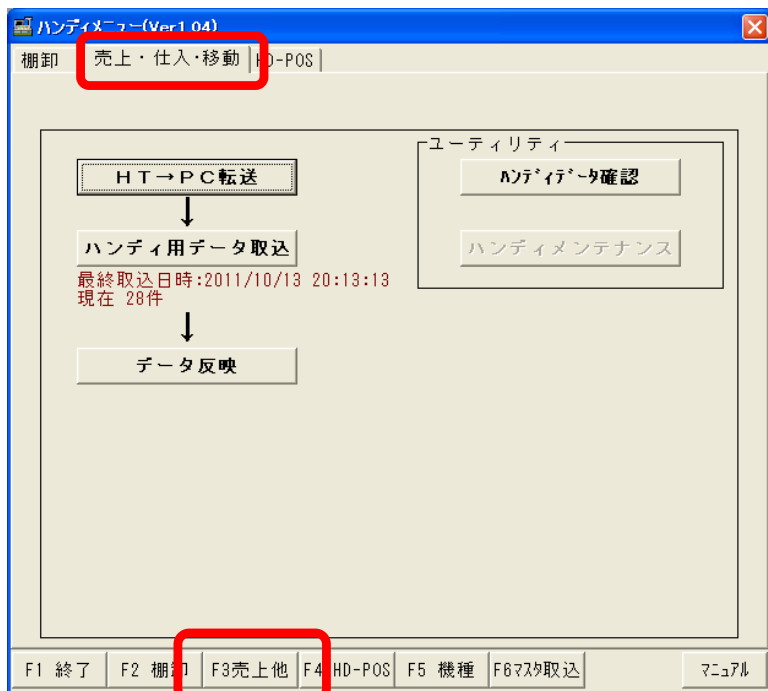 ハンディメニュー(Ver1.04)
棚卸 売上・仕入・移動 HD-POS
ユーティリティ
HT→PC転送 ﾊﾝﾃﾞｨﾃﾞｰﾀ確認
ハンディ用データ取込 ハンディメンテナンス
最終取込日時:2011/10/13 20:13:13
現在 28件
データ反映
F1 終了 F2 棚卸 F3売上他 F4 HD-POS F5 機種 F6ﾏｽﾀ取込 ﾏﾆｭｱﾙ